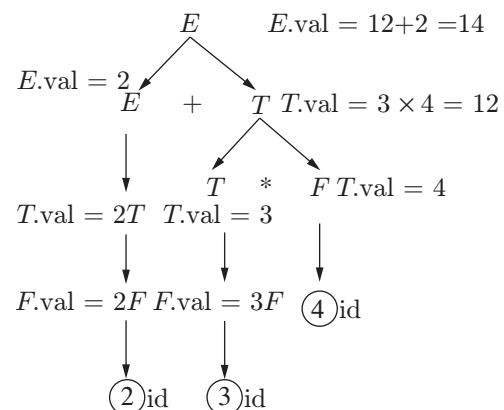 E E.val = 12+2 =14
E.val = 2
E + T T.val = 3 × 4 = 12
T * F T.val = 4
T.val = 2T T.val = 3
F.val = 2F F.val = 3F 4 id
2 id 3 id